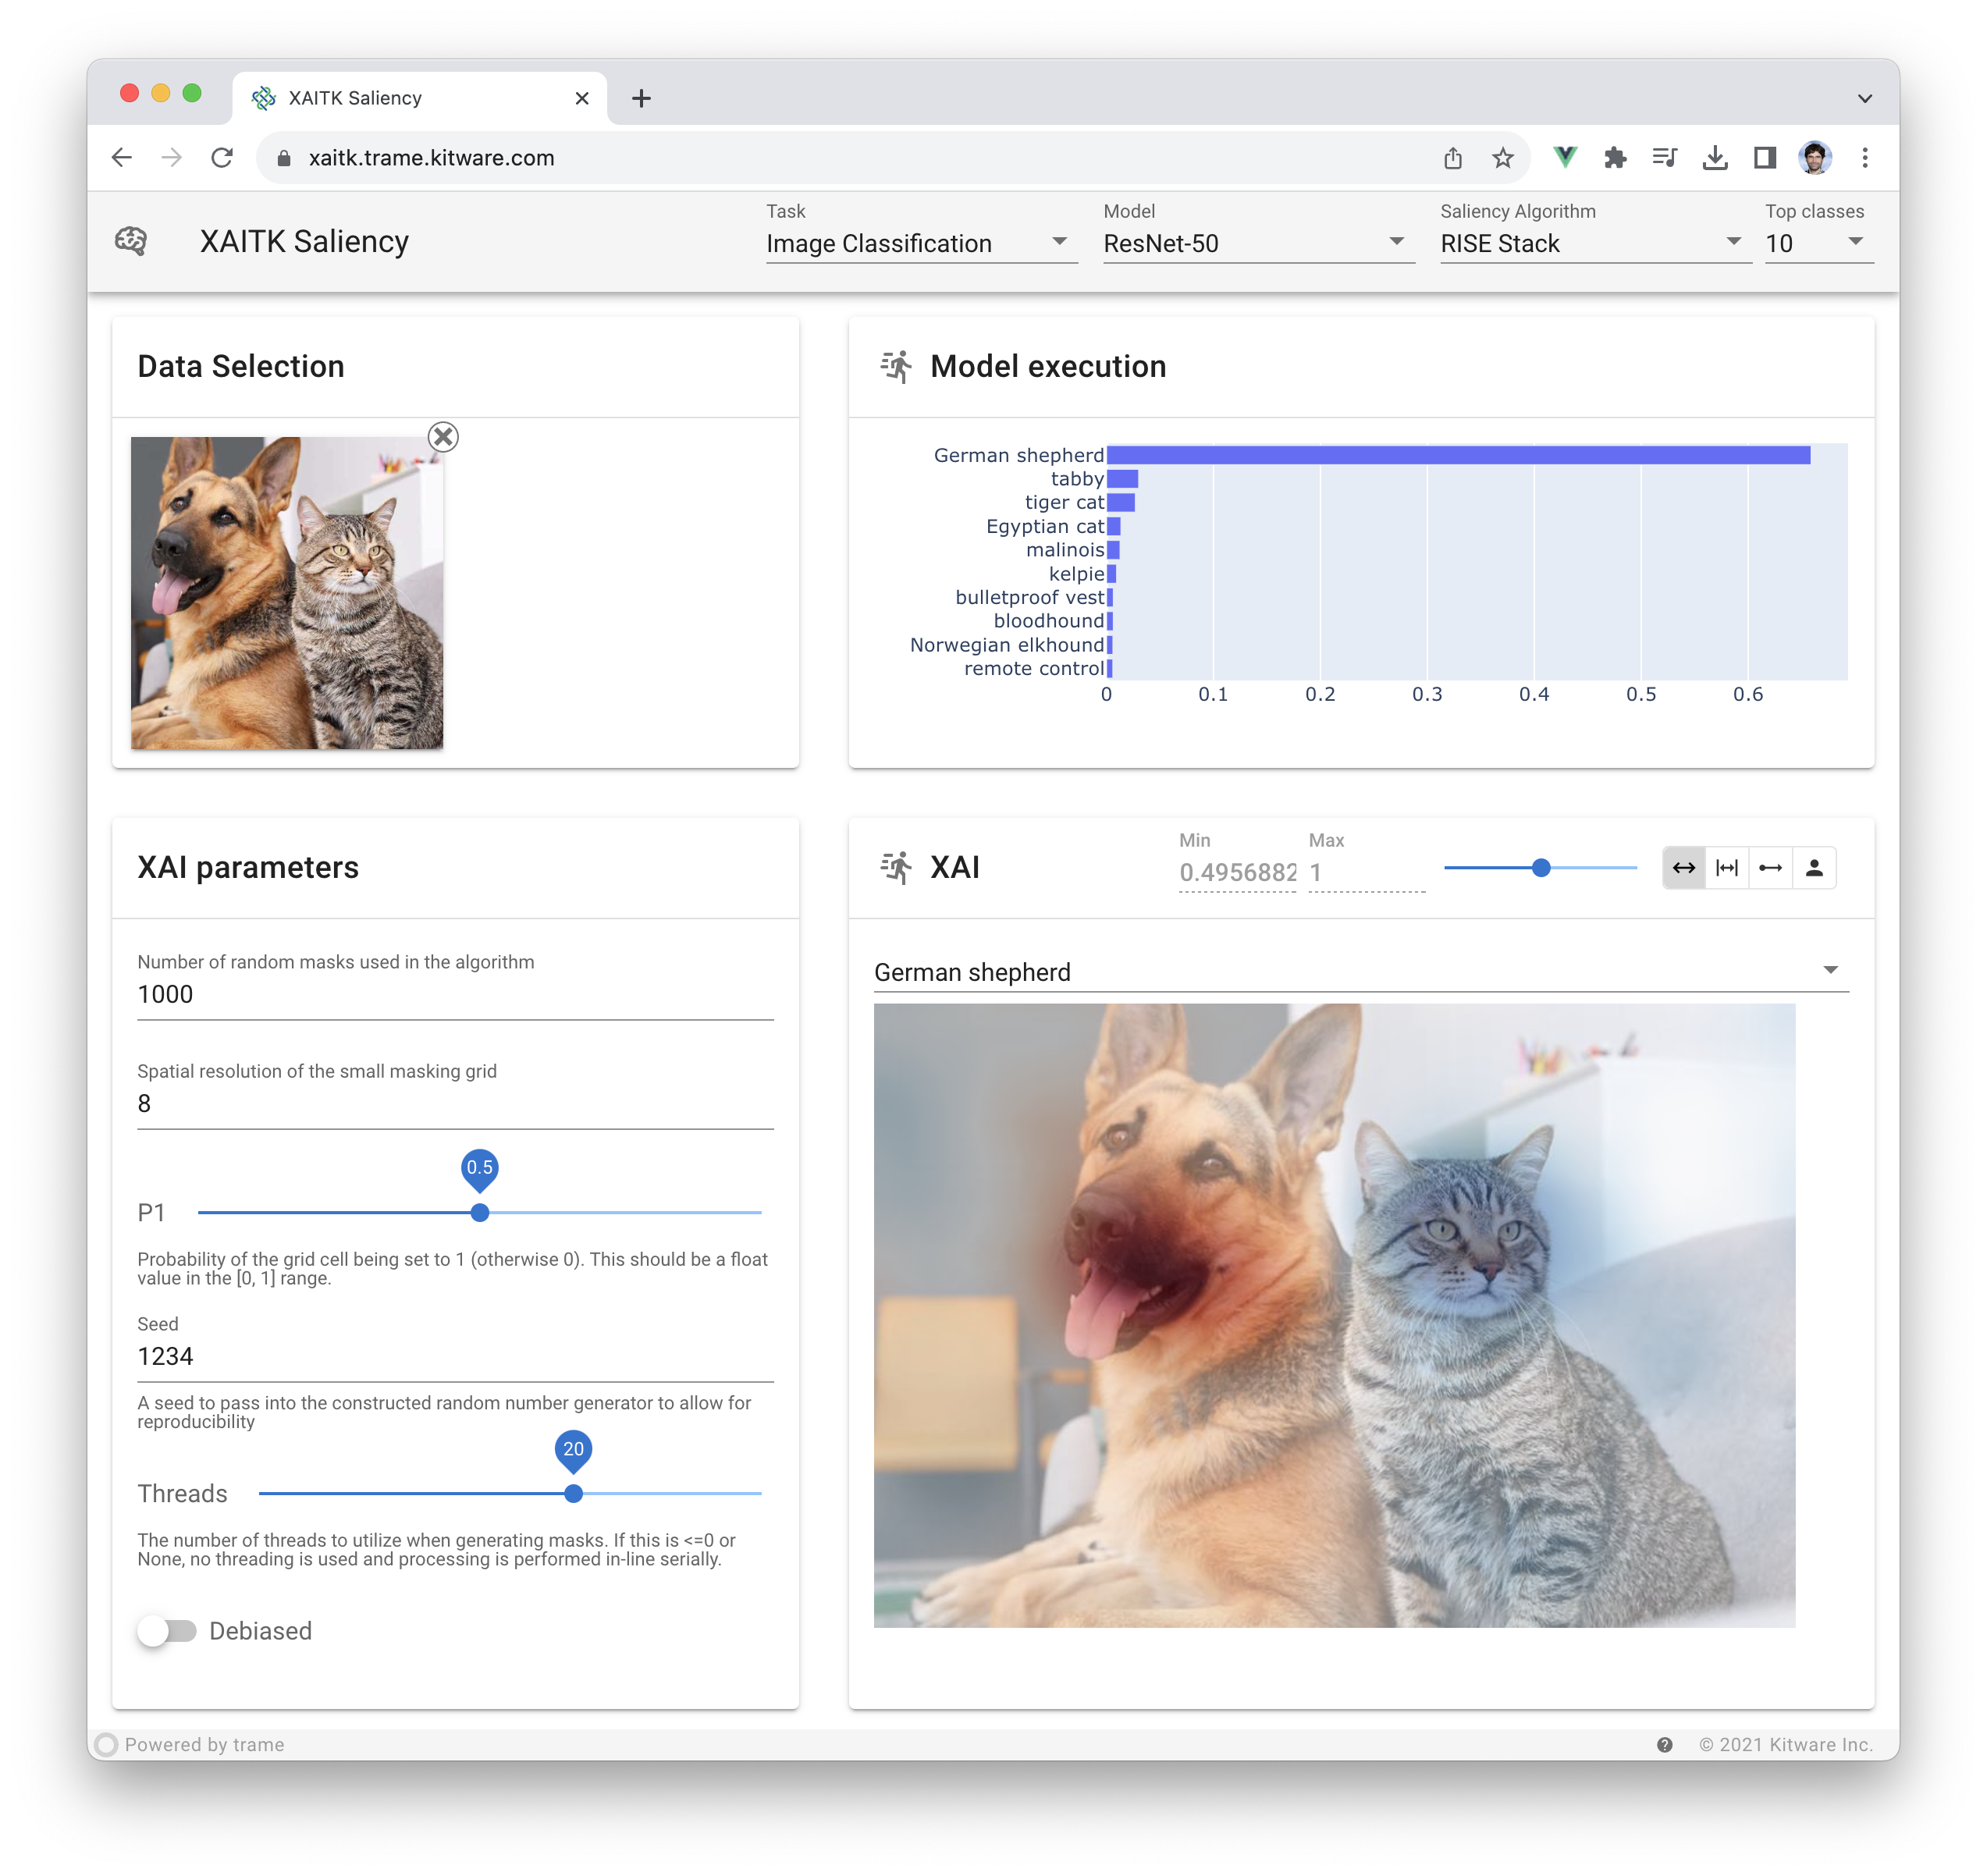 XAITK Saliency
xaitk.trame.kitware.com
XAITK Saliency
Task
Image Classification
Model
ResNet-50
Saliency Algorithm
RISE Stack
Top classes
10
Data Selection
Model execution
German shepherd
tabby
tiger cat
Egyptian cat
malinois
kelpie
bulletproof vest
bloodhound
Norwegian elkhound
remote control
0 0.1 0.2 0.3 0.4 0.5 0.6
XAI parameters
Number of random masks used in the algorithm
1000
Spatial resolution of the small masking grid
8
0.5
P1
Probability of the grid cell being set to 1 (otherwise 0). This should be a float
value in the [0, 1] range.
Seed
1234
A seed to pass into the constructed random number generator to allow for
reproducibility
20
Threads
The number of threads to utilize when generating masks. If this is <=0 or
None, no threading is used and processing is performed in-line serially.
Debiased
XAI
Min
0.4956882
Max
1
German shepherd
Powered by trame
© 2021 Kitware Inc.